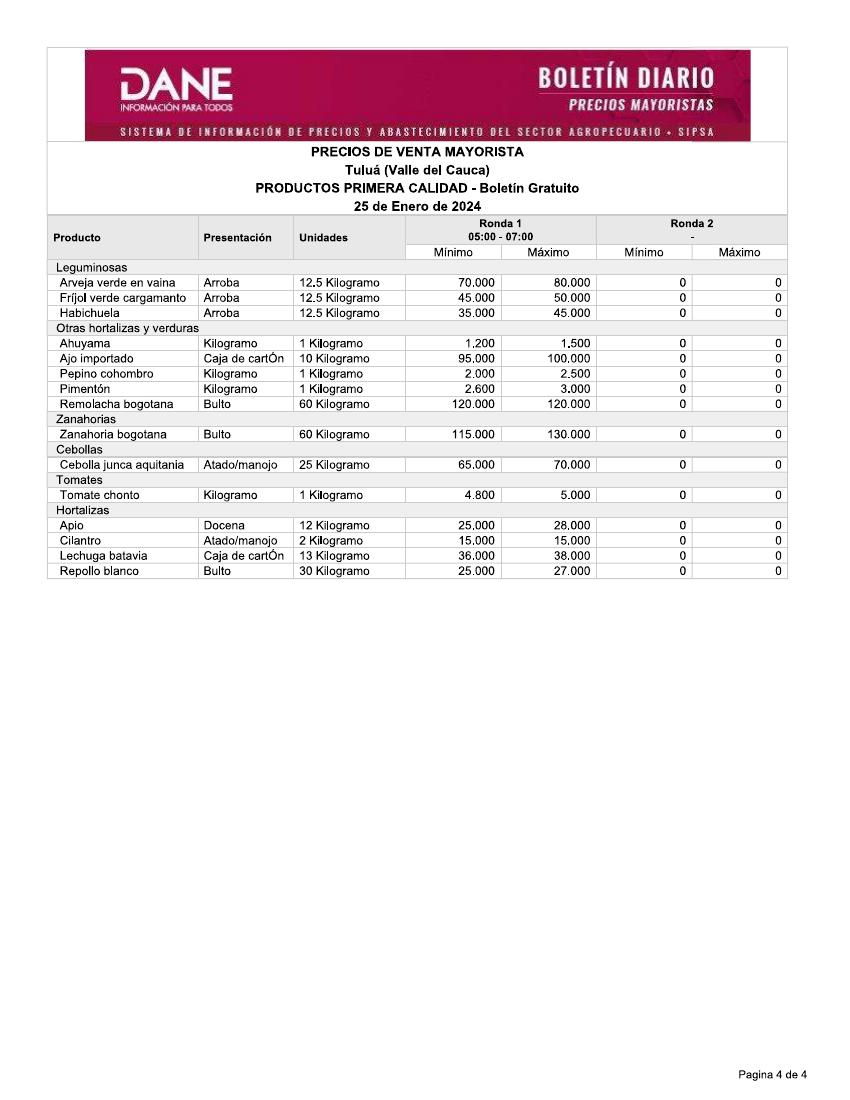 DANE
INFORMACIÓN PARA TODOS
BOLETÍN DIARIO
PRECIOS MAYORISTAS
SISTEMA DE INFORMACIÓN DE PRECIOS Y ABASTECIMIENTO DEL SECTOR AGROPECUARIO • SIPSA
PRECIOS DE VENTA MAYORISTA
Tuluá (Valle del Cauca)
PRODUCTOS PRIMERA CALIDAD - Boletín Gratuito
25 de Enero de 2024
Producto Presentación Unidades Ronda 1 Ronda 2
05:00 - 07:00 -
Mínimo Máximo Mínimo Máximo
Leguminosas
Arveja verde en vaina Arroba 12.5 Kilogramo 70.000 80.000 0 0
Fríjol verde cargamanto Arroba 12.5 Kilogramo 45.000 50.000 0 0
Habichuela Arroba 12.5 Kilogramo 35.000 45.000 0 0
Otras hortalizas y verduras
Ahuyama Kilogramo 1 Kilogramo 1.200 1.500 0 0
Ajo importado Caja de cartÓn 10 Kilogramo 95.000 100.000 0 0
Pepino cohombro Kilogramo 1 Kilogramo 2.000 2.500 0 0
Pimentón Kilogramo 1 Kilogramo 2.600 3.000 0 0
Remolacha bogotana Bulto 60 Kilogramo 120.000 120.000 0 0
Zanahorias
Zanahoria bogotana Bulto 60 Kilogramo 115.000 130.000 0 0
Cebollas
Cebolla junca aquitania Atado/manojo 25 Kilogramo 65.000 70.000 0 0
Tomates
Tomate chonto Kilogramo 1 Kilogramo 4.800 5.000 0 0
Hortalizas
Apio Docena 12 Kilogramo 25.000 28.000 0 0
Cilantro Atado/manojo 2 Kilogramo 15.000 15.000 0 0
Lechuga batavia Caja de cartÓn 13 Kilogramo 36.000 38.000 0 0
Repollo blanco Bulto 30 Kilogramo 25.000 27.000 0 0
Pagina 4 de 4